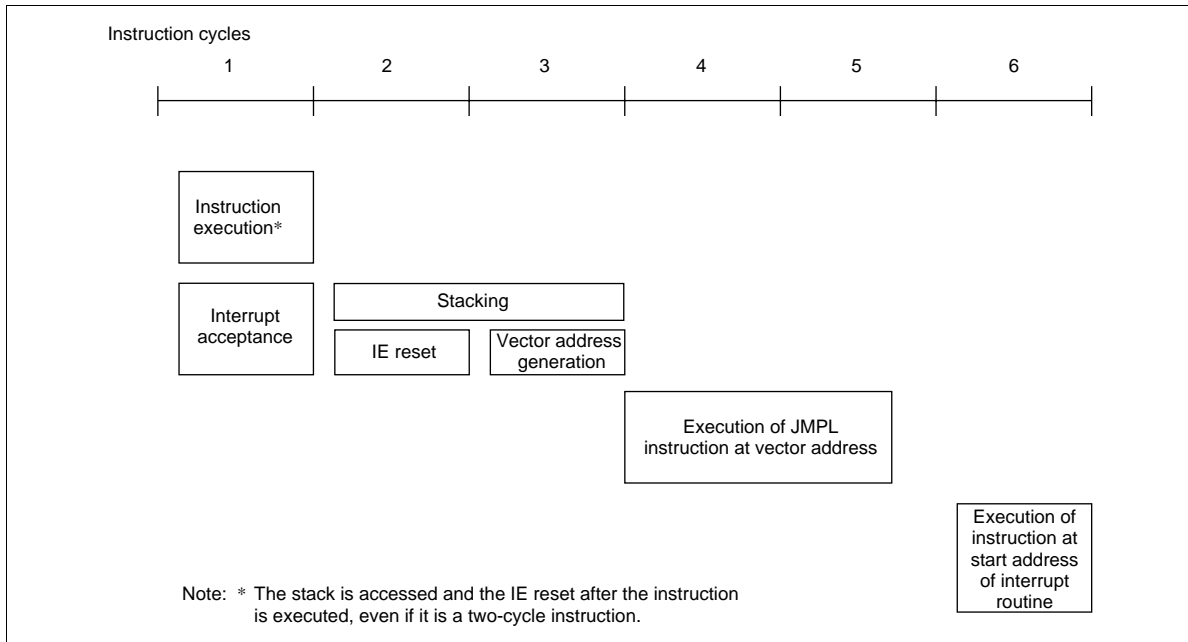 Instruction cycles
1 2 3 4 5 6
Instruction
execution*
Interrupt
acceptance
Stacking
IE reset
Vector address
generation
Execution of JMPL
instruction at vector address
Execution of
instruction at
start address
of interrupt
routine
Note: * The stack is accessed and the IE reset after the instruction
is executed, even if it is a two-cycle instruction.